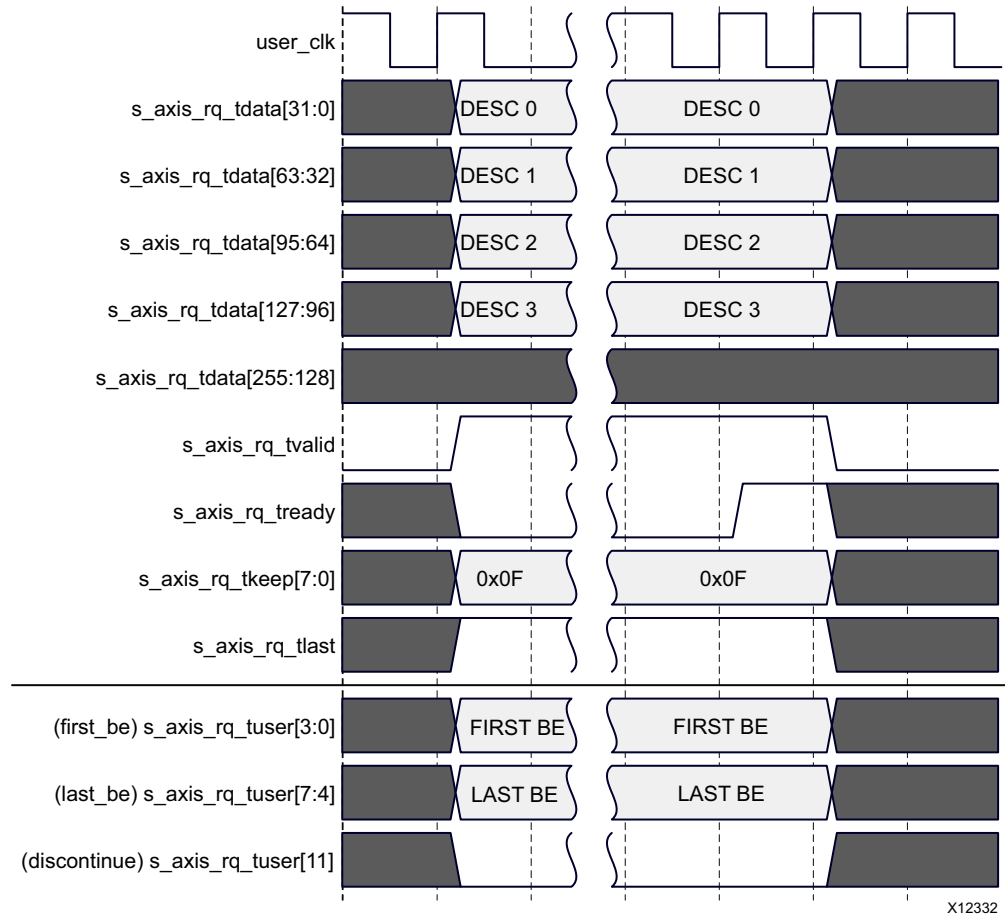 user_clk
s_axis_rq_tdata[31:0] DESC 0 DESC 0
s_axis_rq_tdata[63:32] DESC 1 DESC 1
s_axis_rq_tdata[95:64] DESC 2 DESC 2
s_axis_rq_tdata[127:96] DESC 3 DESC 3
s_axis_rq_tdata[255:128]
s_axis_rq_tvalid
s_axis_rq_tready
s_axis_rq_tkeep[7:0] 0x0F 0x0F
s_axis_rq_tlast
(first_be) s_axis_rq_tuser[3:0] FIRST BE FIRST BE
(last_be) s_axis_rq_tuser[7:4] LAST BE LAST BE
(discontinue) s_axis_rq_tuser[11]
X12332